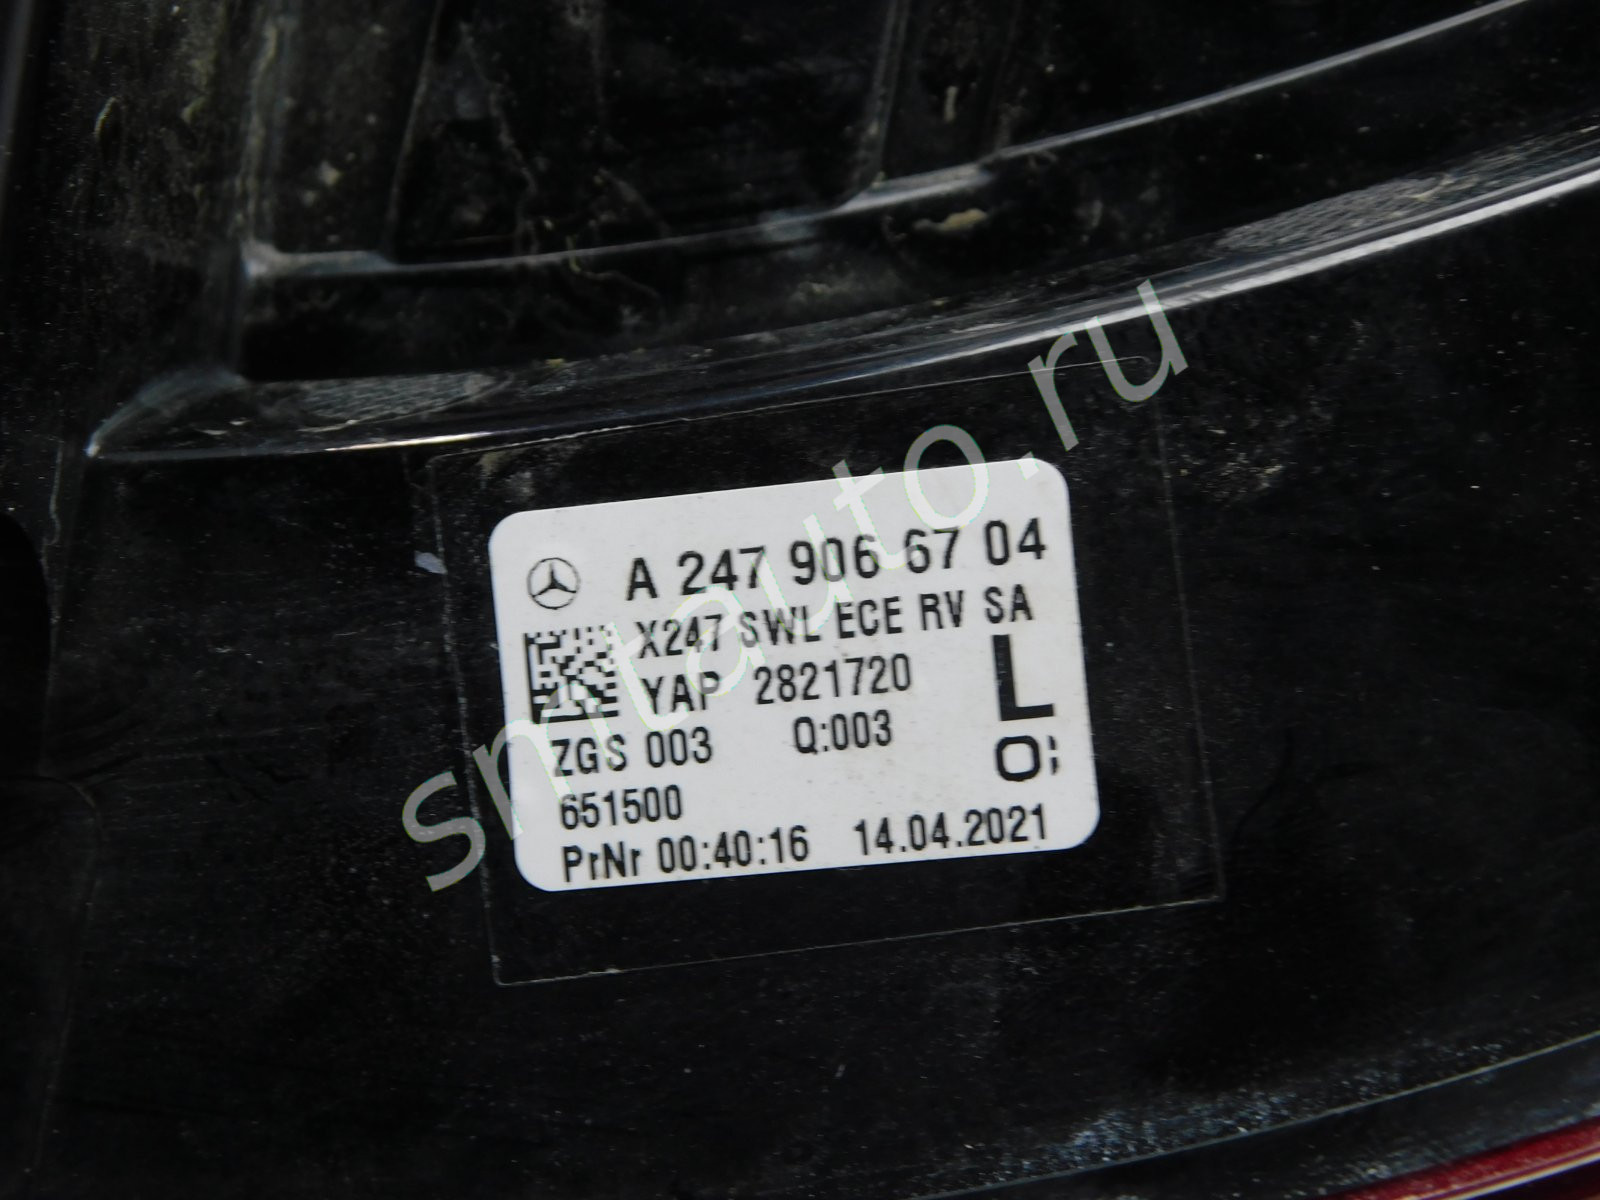 A 247 906 67 04
X247 SWL ECE RV SA
YAP 2821720
L
ZGS 003 Q:003
O;
651500
PrNr 00:40:16 14.04.2021
smtauto.ru